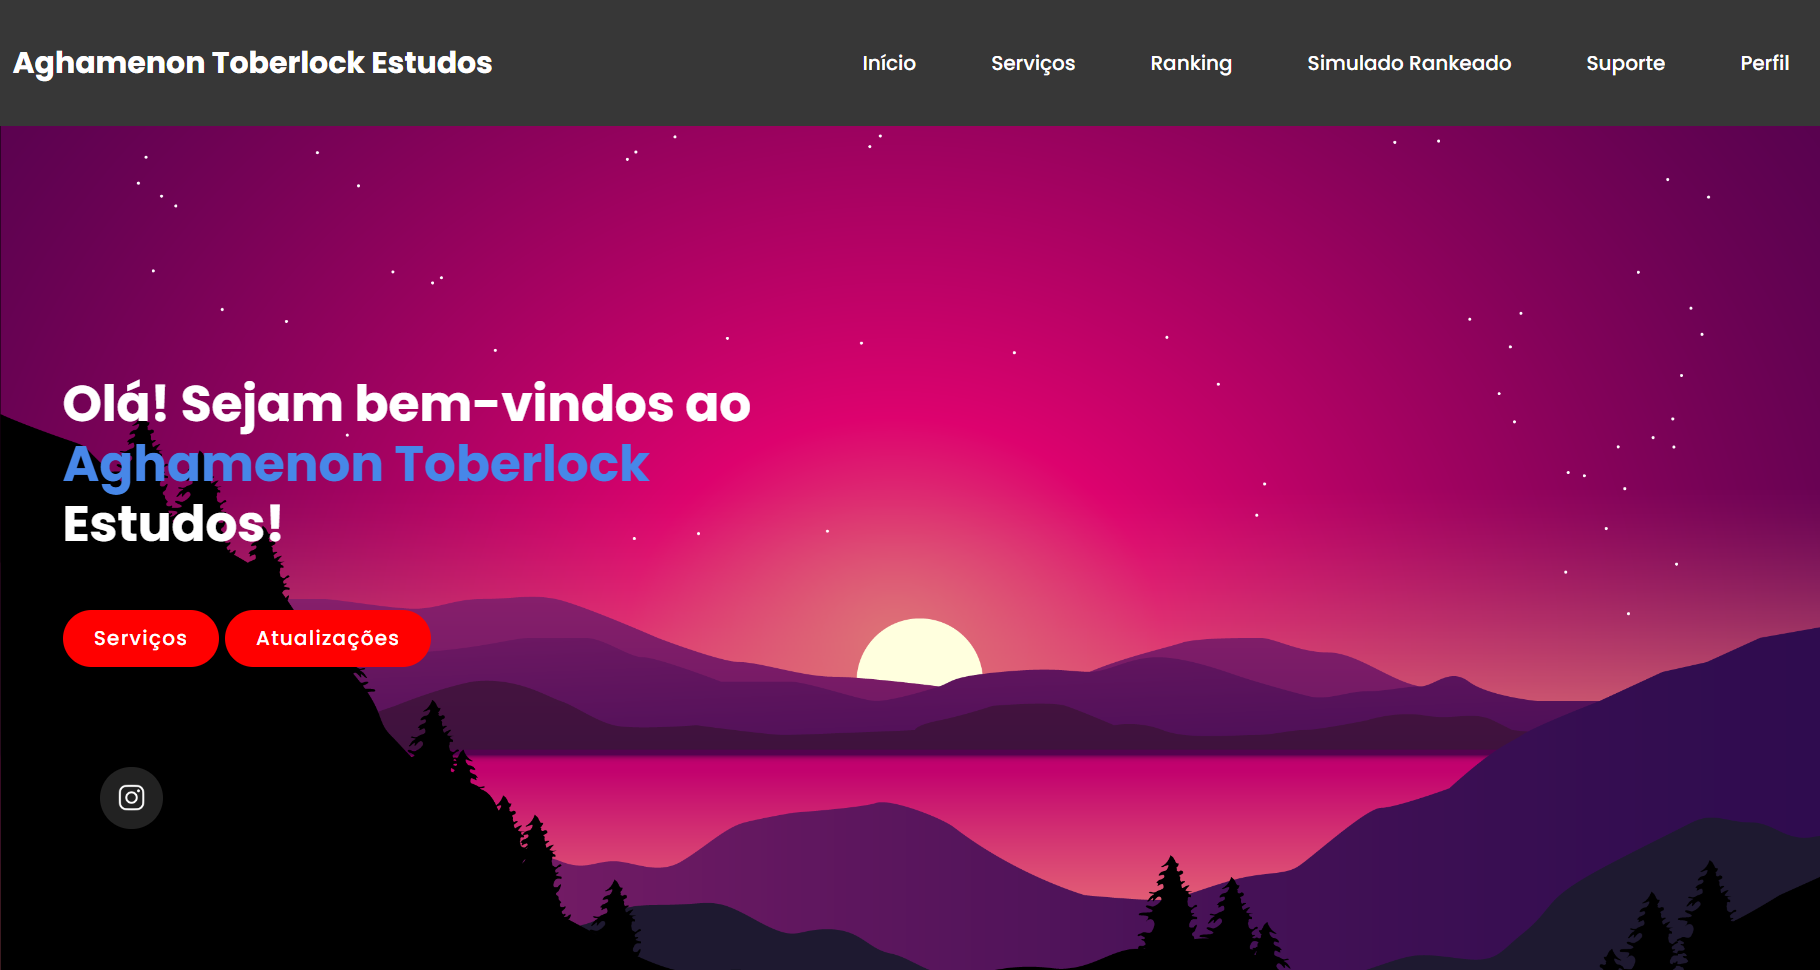 Aghamenon Toberlock Estudos
Início Serviços Ranking Simulado Rankeado Suporte Perfil
Olá! Sejam bem-vindos ao
Aghamenon Toberlock
Estudos!
Serviços Atualizações